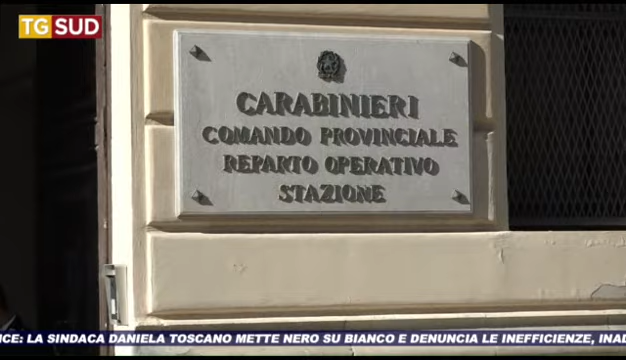 TG SUD
CARABINIERI
COMANDO PROVINCIALE
REPARTO OPERATIVO
STAZIONE
LA SINDACA DANIELA TOSCANO METTE NERO SU BIANCO E DENUNCIA LE INEFFICIENZE,